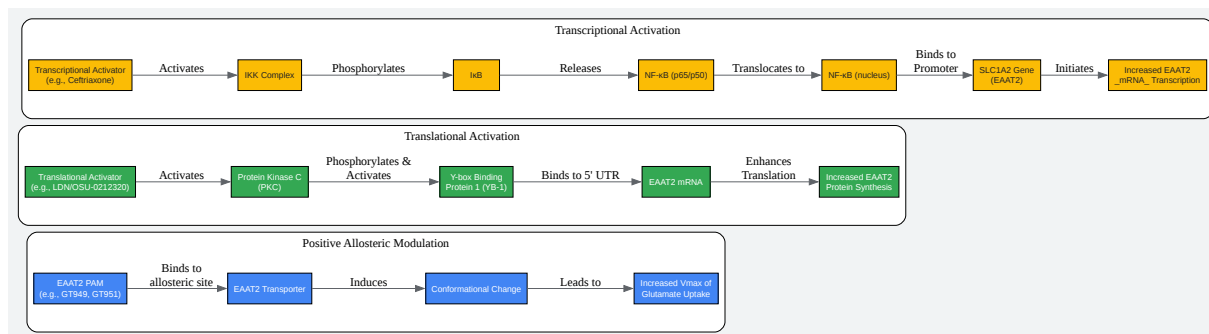 Transcriptional Activation
Transcriptional Activator
(e.g., Ceftriaxone)
Activates
IKK Complex
Phosphorylates
IκB
Releases
NF-κB (p65/p50)
Translocates to
NF-κB (nucleus)
Binds to
Promoter
SLC1A2 Gene
(EAAT2)
Initiates
Increased EAAT2
_mRNA_ Transcription
Translational Activation
Translational Activator
(e.g., LDN/OSU-0212320)
Activates
Protein Kinase C
(PKC)
Phosphorylates &
Activates
Y-box Binding
Protein 1 (YB-1)
Binds to 5' UTR
EAAT2 mRNA
Enhances
Translation
Increased EAAT2
Protein Synthesis
Positive Allosteric Modulation
EAAT2 PAM
(e.g., GT949, GT951)
Binds to
allosteric site
EAAT2 Transporter
Induces
Conformational Change
Leads to
Increased Vmax of
Glutamate Uptake